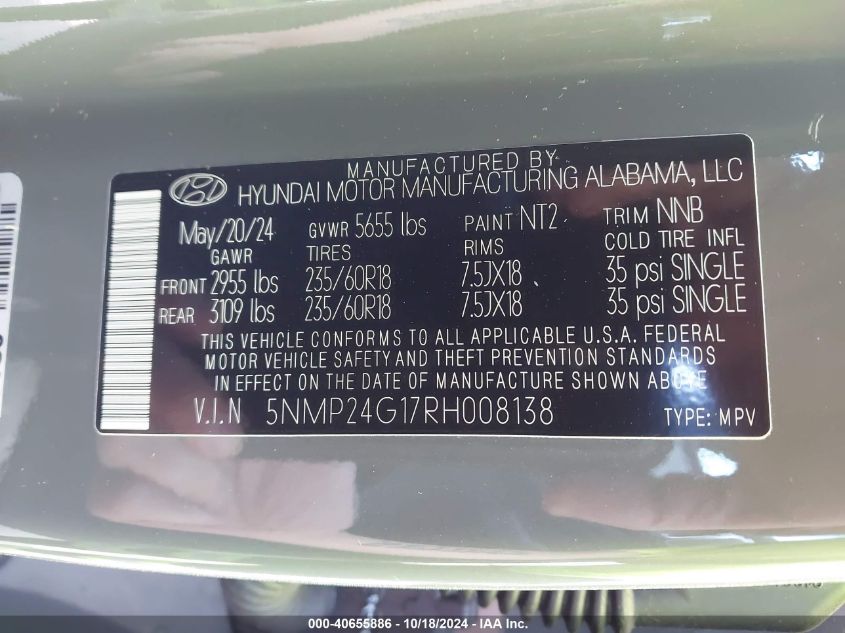 MANUFACTURED BY
HYUNDAI MOTOR MANUFACTURING ALABAMA, LLC
May/20/24 GVWR 5655 lbs PAINT NT2 TRIM NNB
GAWR TIRES RIMS COLD TIRE INFL
FRONT 2955 lbs 235/60R18 7.5JX18 35 psi SINGLE
REAR 3109 lbs 235/60R18 7.5JX18 35 psi SINGLE
THIS VEHICLE CONFORMS TO ALL APPLICABLE U.S.A. FEDERAL
MOTOR VEHICLE SAFETY AND THEFT PREVENTION STANDARDS
IN EFFECT ON THE DATE OF MANUFACTURE SHOWN ABOVE
V.I.N 5NMP24G17RH008138 TYPE: MPV
000-40655886 - 10/18/2024 - IAA Inc.